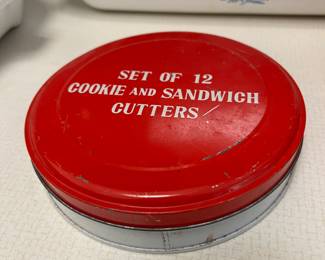 SET OF 12
COOKIE AND SANDWICH
CUTTERS